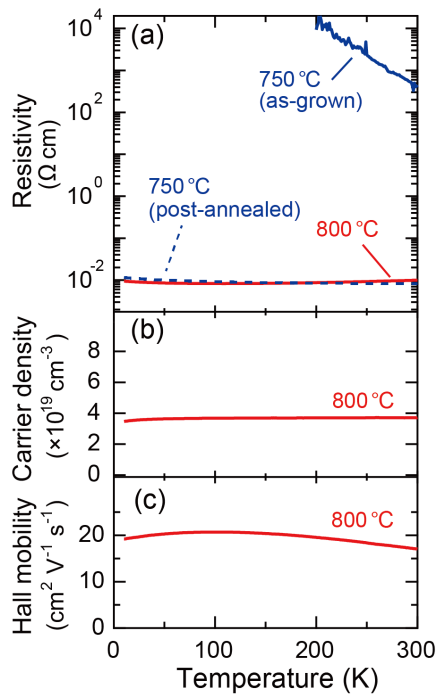 (a)
10⁴
10²
10⁰
10⁻²
Resistivity
(Ω cm)
750 °C
(as-grown)
750 °C
(post-annealed)
800 °C
(b)
8
6
4
2
0
Carrier density
(×10¹⁹ cm⁻³)
800 °C
(c)
20
10
0
Hall mobility
(cm² V⁻¹ s⁻¹)
800 °C
0 100 200 300
Temperature (K)